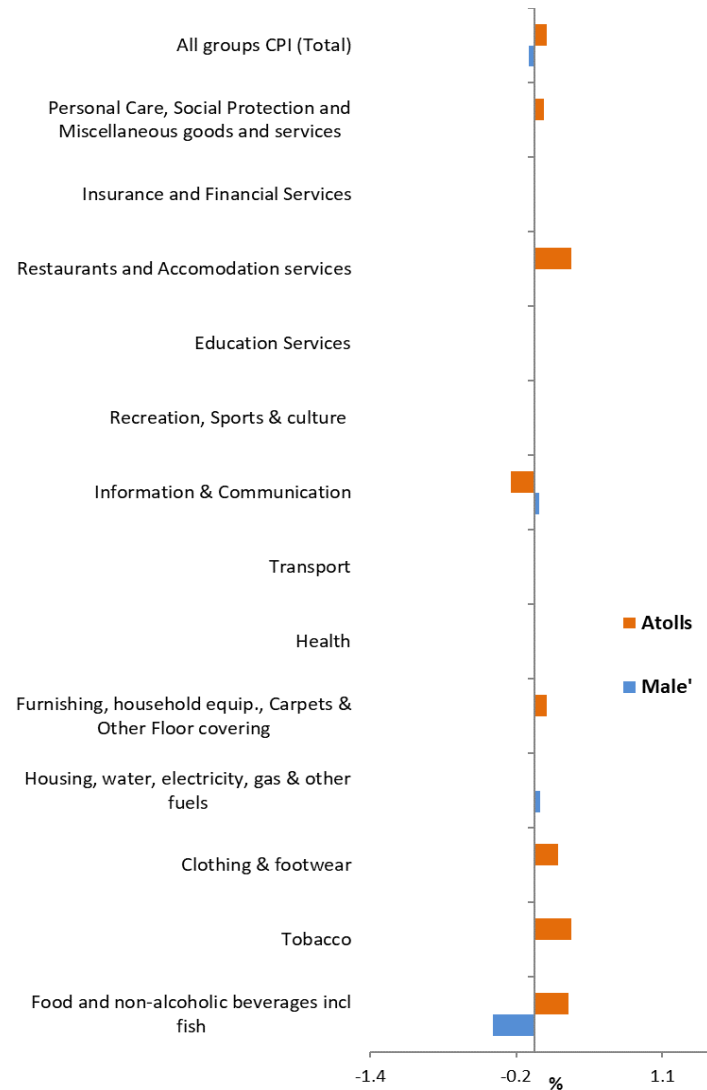 All groups CPI (Total)
Personal Care, Social Protection and
Miscellaneous goods and services
Insurance and Financial Services
Restaurants and Accomodation services
Education Services
Recreation, Sports & culture
Information & Communication
Transport
Health
Atolls
Male'
Furnishing, household equip., Carpets &
Other Floor covering
Housing, water, electricity, gas & other
fuels
Clothing & footwear
Tobacco
Food and non-alcoholic beverages incl
fish
-1.4 -0.2 % 1.1